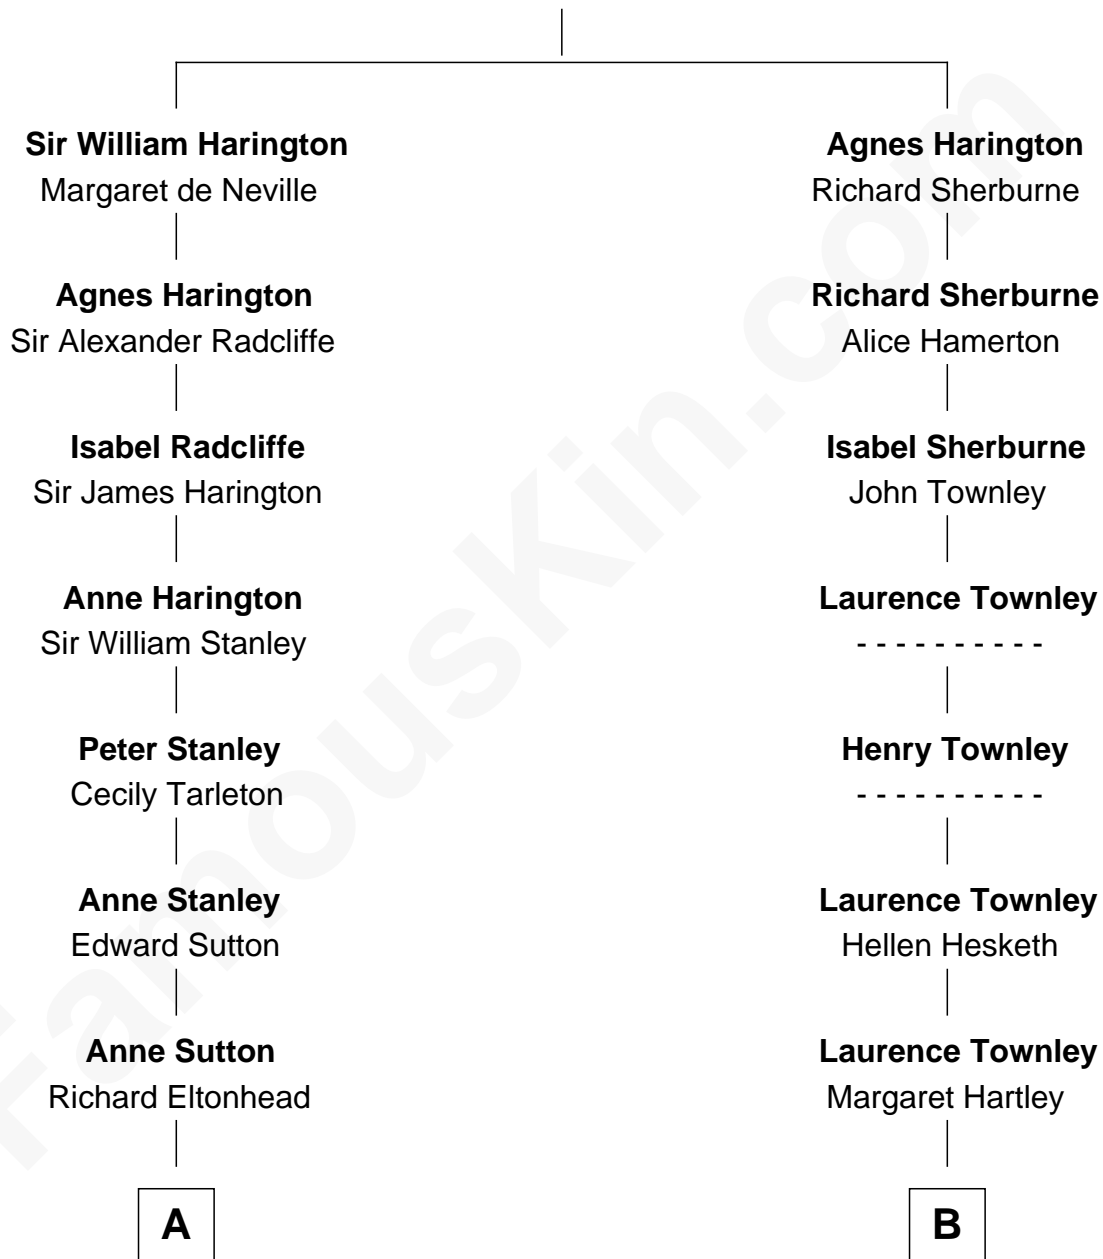 Sir William Harington
Margaret de Neville
Agnes Harington
Sir Alexander Radcliffe
Isabel Radcliffe
Sir James Harington
Anne Harington
Sir William Stanley
Peter Stanley
Cecily Tarleton
Anne Stanley
Edward Sutton
Anne Sutton
Richard Eltonhead
A
Agnes Harington
Richard Sherburne
Richard Sherburne
Alice Hamerton
Isabel Sherburne
John Townley
Laurence Townley
- - - - - - - - - -
Henry Townley
- - - - - - - - - -
Laurence Townley
Hellen Hesketh
Laurence Townley
Margaret Hartley
B
FamousKin.com